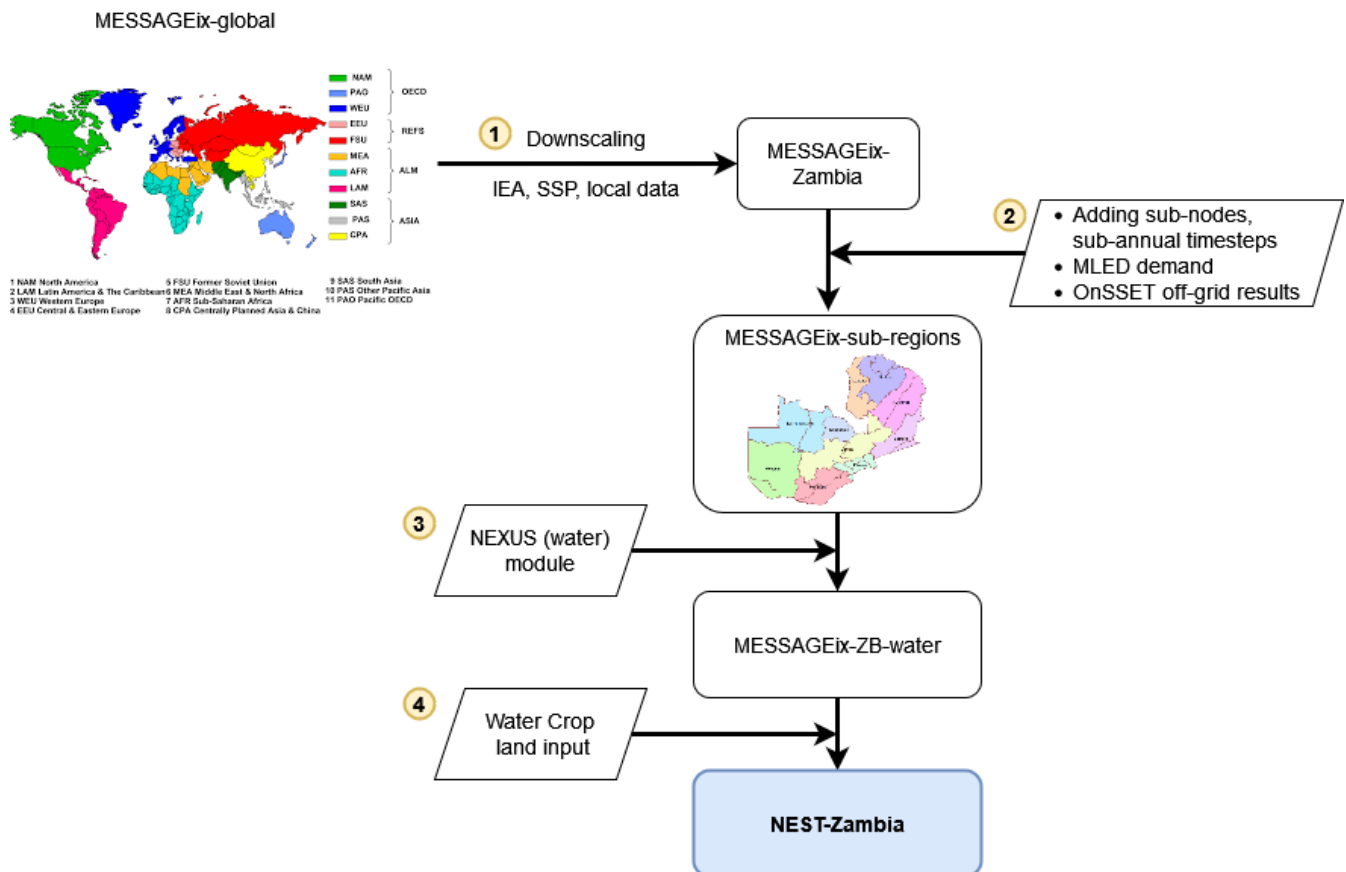 MESSAGEix-global
NAM
PAO
WEU
OECD
EEU
FSU
REFS
MEA
AFR
LAM
ALM
SAS
PAS
CPA
ASIA
1 NAM North America
2 LAM Latin America & The Caribbean
3 WEU Western Europe
4 EEU Central & Eastern Europe
5 FSU Former Soviet Union
6 MEA Middle East & North Africa
7 AFR Sub-Saharan Africa
8 CPA Centrally Planned Asia & China
9 SAS South Asia
10 PAS Other Pacific Asia
11 PAO Pacific OECD
1 Downscaling
IEA, SSP, local data
MESSAGEix-
Zambia
2
• Adding sub-nodes,
sub-annual timesteps
• MLED demand
• OnSSET off-grid results
MESSAGEix-sub-regions
3
NEXUS (water)
module
MESSAGEix-ZB-water
4
Water Crop
land input
NEST-Zambia